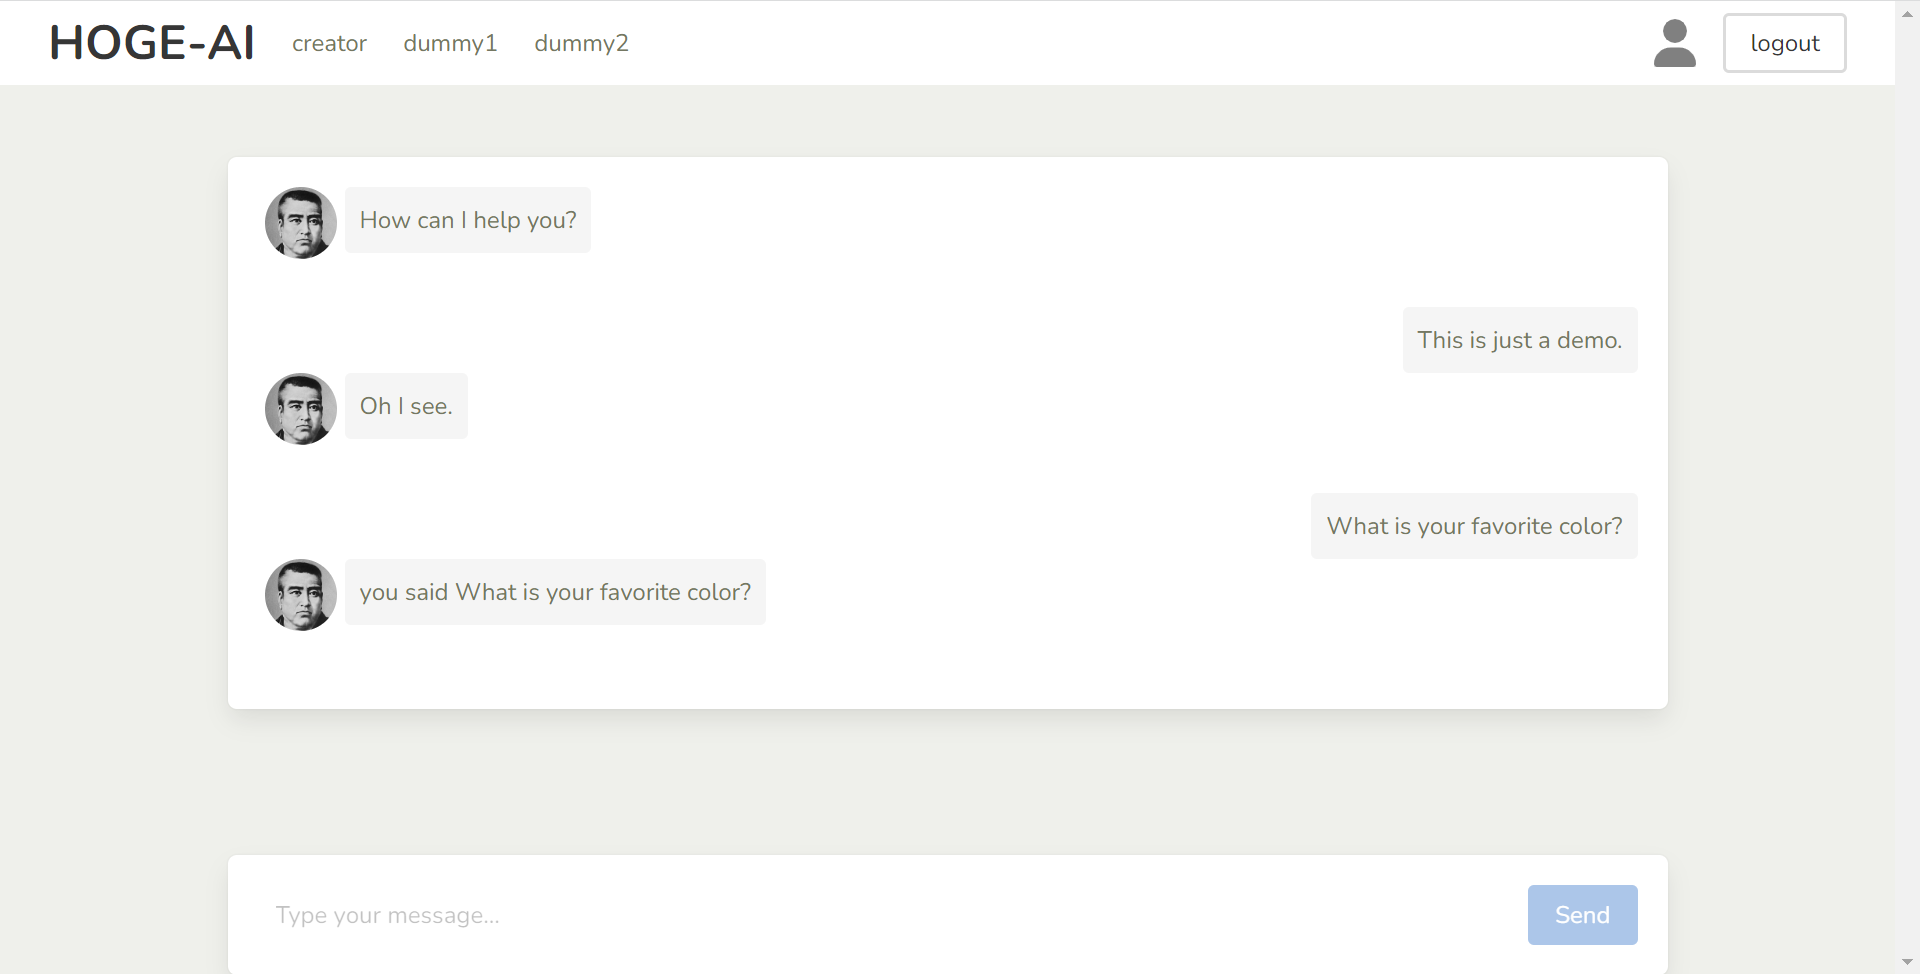 HOGE-AI creator dummy1 dummy2 logout
How can I help you?
This is just a demo.
Oh I see.
What is your favorite color?
you said What is your favorite color?
Type your message...
Send